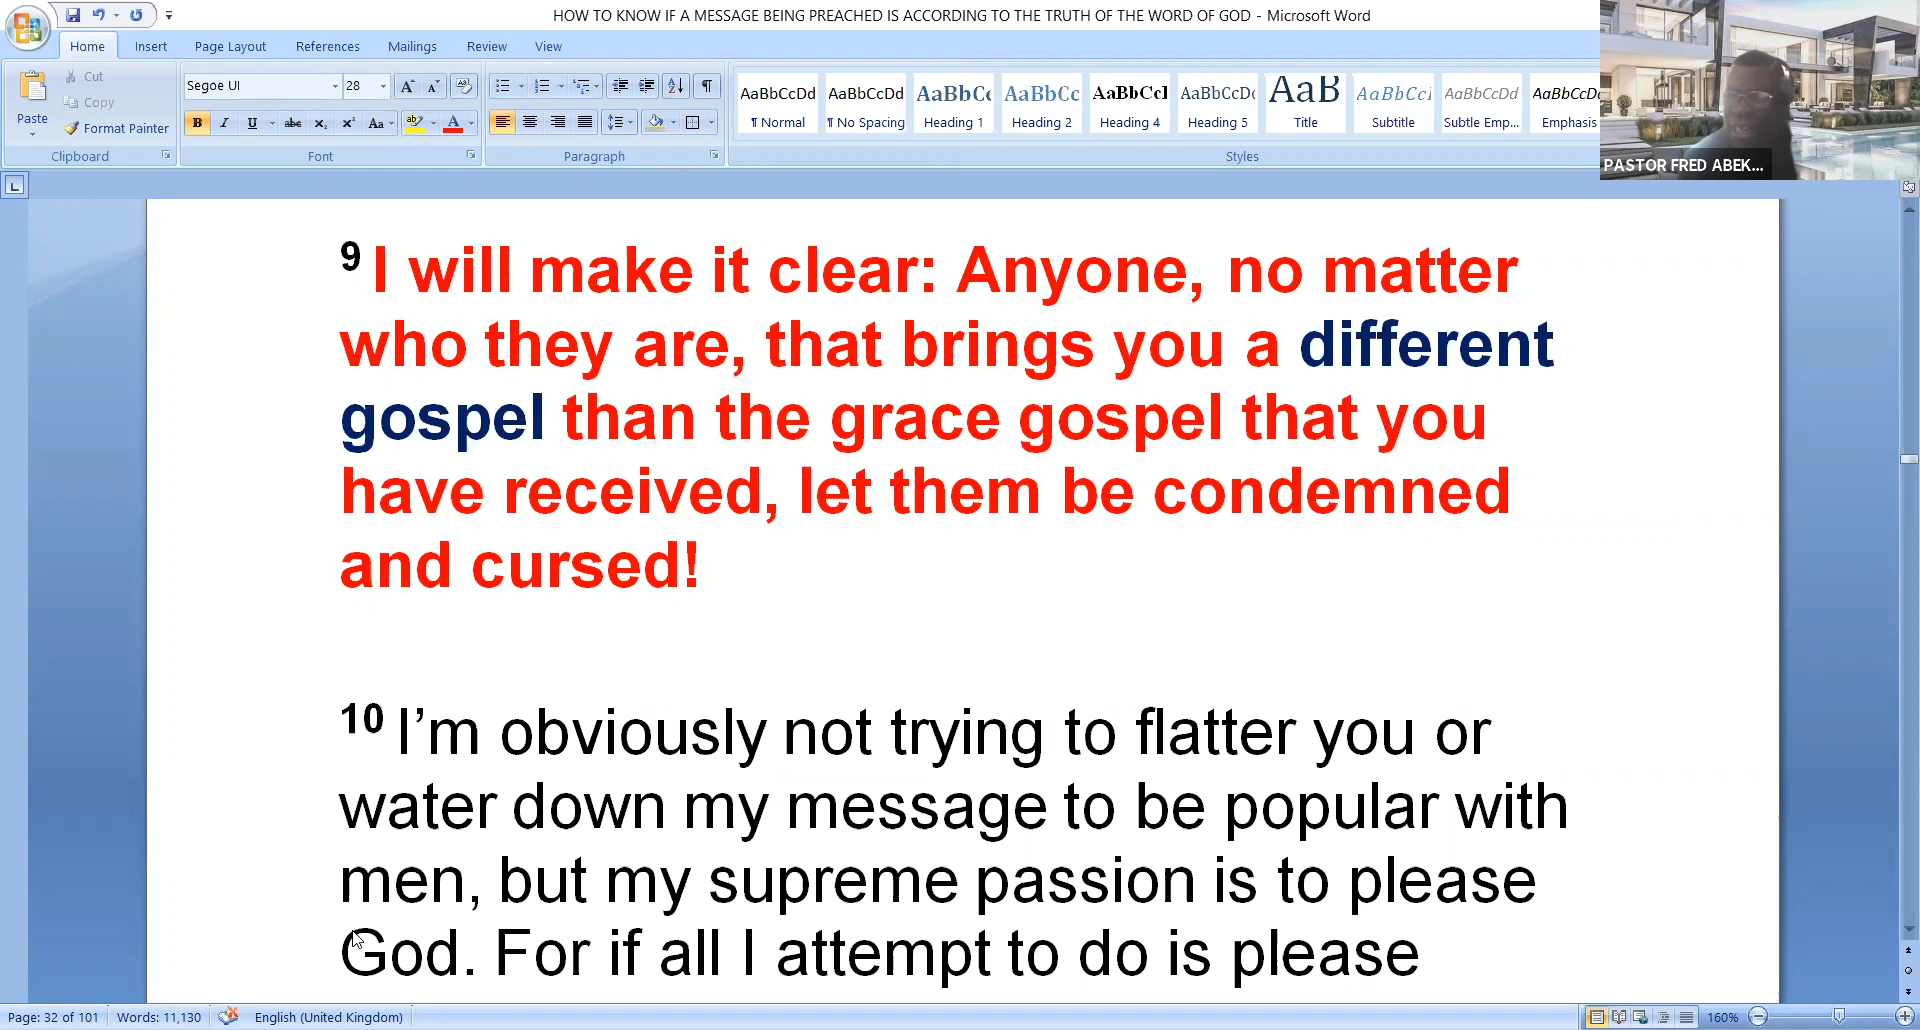 HOW TO KNOW IF A MESSAGE BEING PREACHED IS ACCORDING TO THE TRUTH OF THE WORD OF GOD - Microsoft Word
Home Insert Page Layout References Mailings Review View
Paste
Cut
Copy
Format Painter
Clipboard
Segoe UI 28
Font
Paragraph
AaBbCcDd AaBbCcDd AaBbCc AaBbCc AaBbCcI AaBbCcDc AaB AaBbCcI AaBbCcDd AaBbCcDc
¶ Normal ¶ No Spacing Heading 1 Heading 2 Heading 4 Heading 5 Title Subtitle Subtle Emp... Emphasis
Styles
PASTOR FRED ABEK...
9 I will make it clear: Anyone, no matter
who they are, that brings you a different
gospel than the grace gospel that you
have received, let them be condemned
and cursed!
10 I’m obviously not trying to flatter you or
water down my message to be popular with
men, but my supreme passion is to please
God. For if all I attempt to do is please
Page: 32 of 101 Words: 11,130 English (United Kingdom) 160%